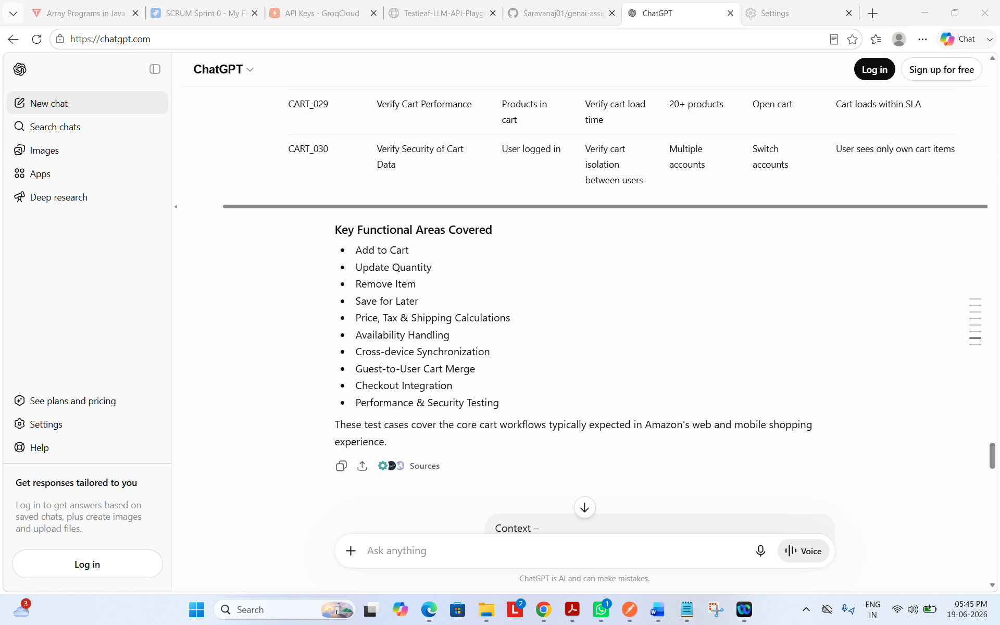 Array Programs in Java
SCRUM Sprint 0 - My Fi
API Keys - GroqCloud
Testleaf-LLM-API-Playgr
Saravanaj01/genai-assig
ChatGPT
Settings
https://chatgpt.com
Chat
ChatGPT
Log in
Sign up for free
New chat
Search chats
Images
Apps
Deep research
See plans and pricing
Settings
Help
Get responses tailored to you
Log in to get answers based on
saved chats, plus create images
and upload files.
Log in
CART_029 Verify Cart Performance Products in cart Verify cart load time 20+ products Open cart Cart loads within SLA
CART_030 Verify Security of Cart Data User logged in Verify cart isolation between users Multiple accounts Switch accounts User sees only own cart items
Key Functional Areas Covered
• Add to Cart
• Update Quantity
• Remove Item
• Save for Later
• Price, Tax & Shipping Calculations
• Availability Handling
• Cross-device Synchronization
• Guest-to-User Cart Merge
• Checkout Integration
• Performance & Security Testing
These test cases cover the core cart workflows typically expected in Amazon's web and mobile shopping
experience.
Sources
Context –
Ask anything
Voice
ChatGPT is AI and can make mistakes.
3
Search
2
1
ENG
IN
05:45 PM
19-06-2026